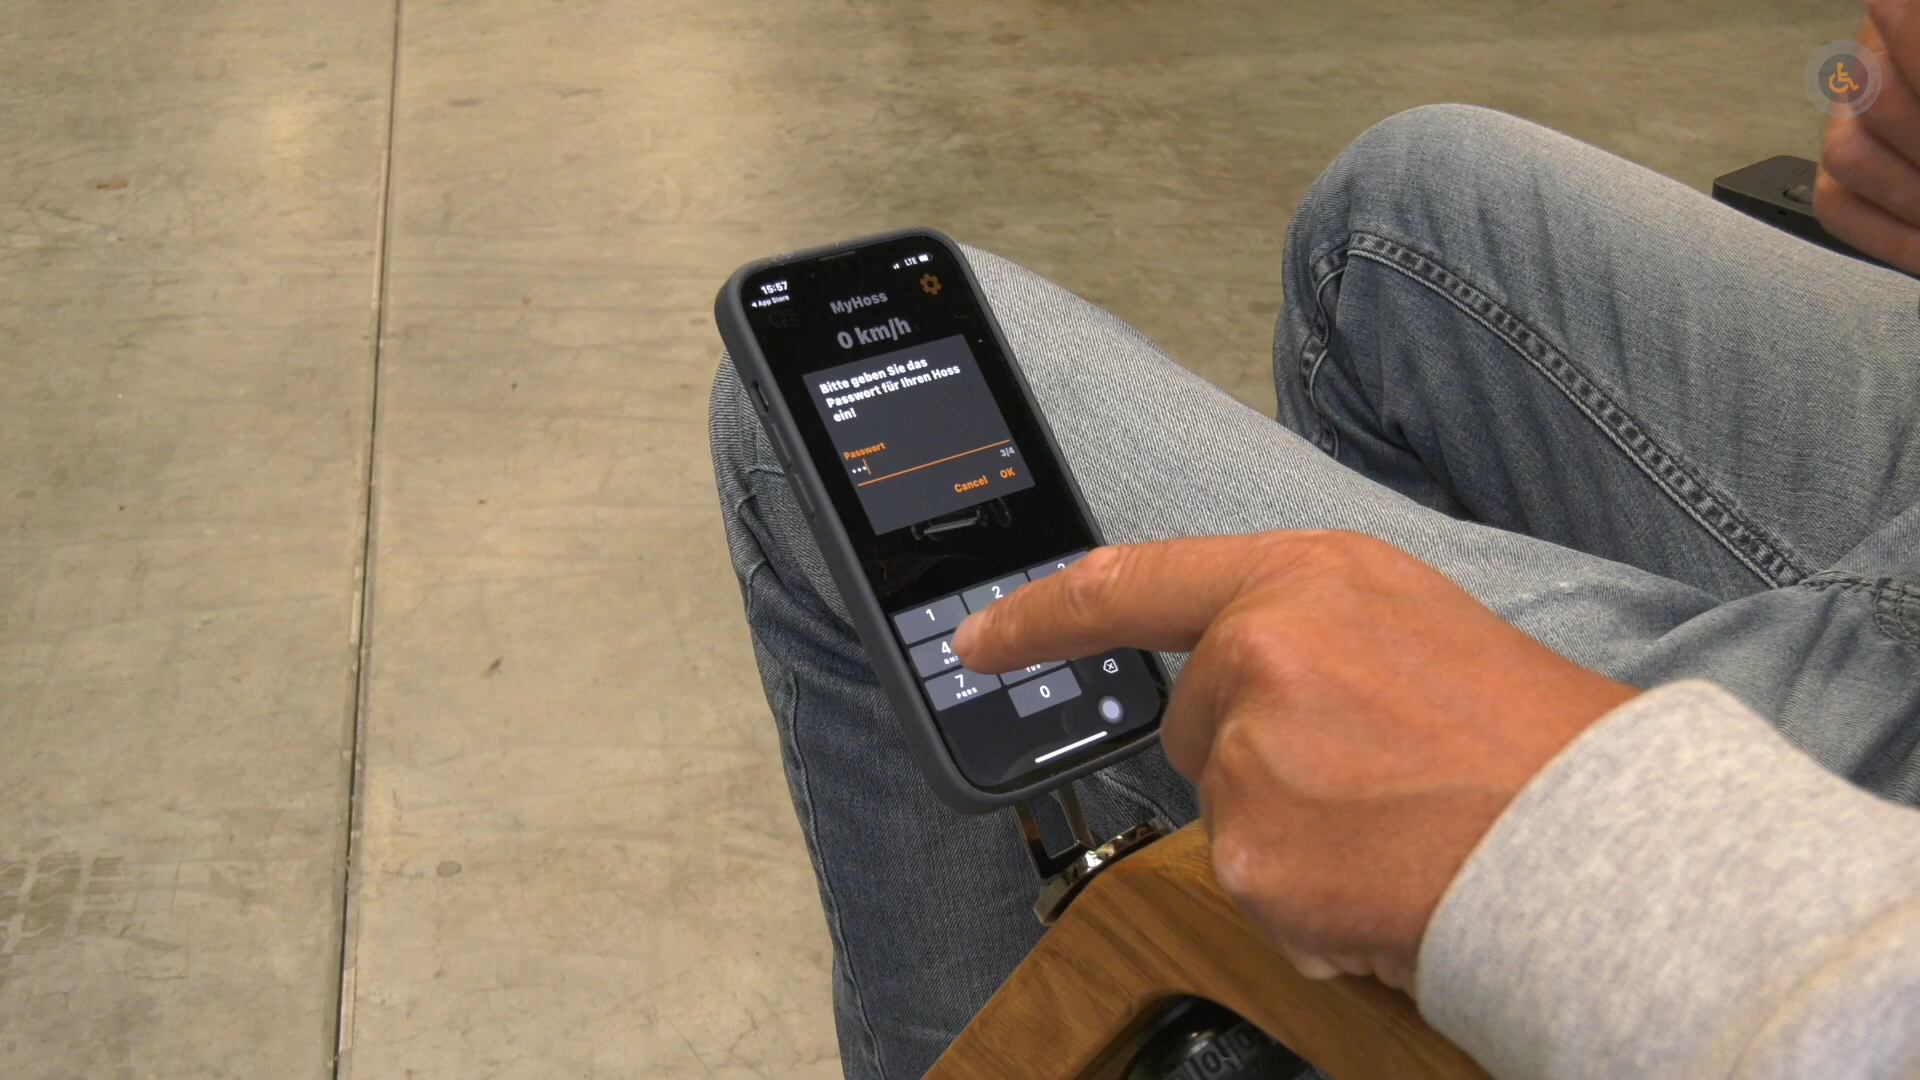 15:57
LTE
App Store
MyHoss
0 km/h
Bitte geben Sie das
Passwort für Ihren Hoss
ein!
Passwort
•••
3/4
Cancel OK
1
2
4
7
PQRS
0